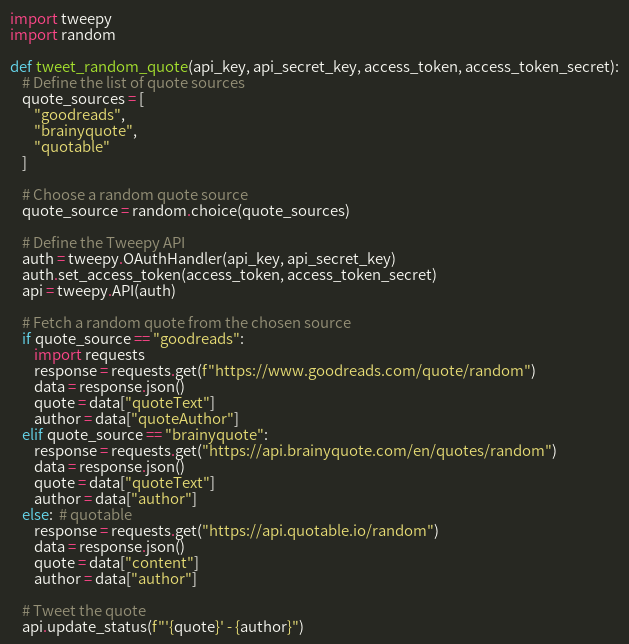 import tweepy
import random

def tweet_random_quote(api_key, api_secret_key, access_token, access_token_secret):
    # Define the list of quote sources
    quote_sources = [
        "goodreads",
        "brainyquote",
        "quotable"
    ]

    # Choose a random quote source
    quote_source = random.choice(quote_sources)

    # Define the Tweepy API
    auth = tweepy.OAuthHandler(api_key, api_secret_key)
    auth.set_access_token(access_token, access_token_secret)
    api = tweepy.API(auth)

    # Fetch a random quote from the chosen source
    if quote_source == "goodreads":
        import requests
        response = requests.get(f"https://www.goodreads.com/quote/random")
        data = response.json()
        quote = data["quoteText"]
        author = data["quoteAuthor"]
    elif quote_source == "brainyquote":
        response = requests.get("https://api.brainyquote.com/en/quotes/random")
        data = response.json()
        quote = data["quoteText"]
        author = data["author"]
    else:  # quotable
        response = requests.get("https://api.quotable.io/random")
        data = response.json()
        quote = data["content"]
        author = data["author"]

    # Tweet the quote
    api.update_status(f"'{quote}' - {author}")